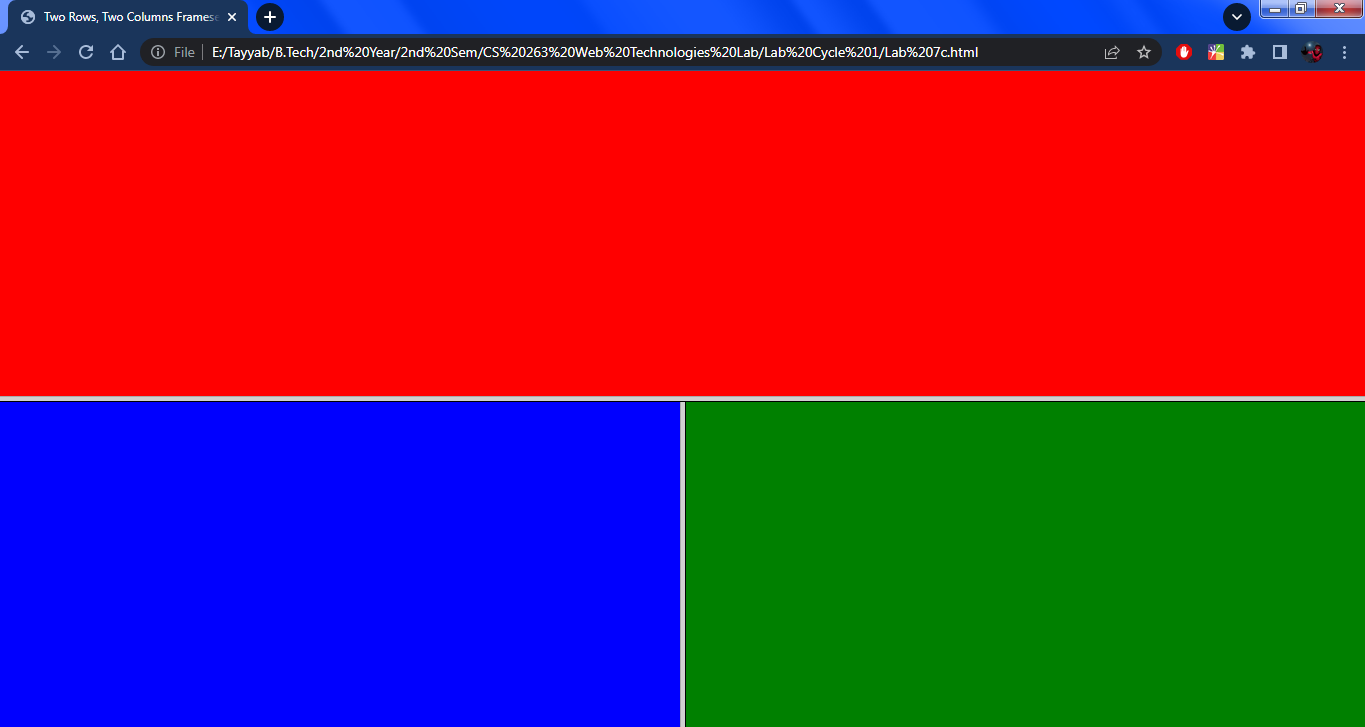 Two Rows, Two Columns Framese
File
E:/Tayyab/B.Tech/2nd%20Year/2nd%20Sem/CS%20263%20Web%20Technologies%20Lab/Lab%20Cycle%201/Lab%207c.html